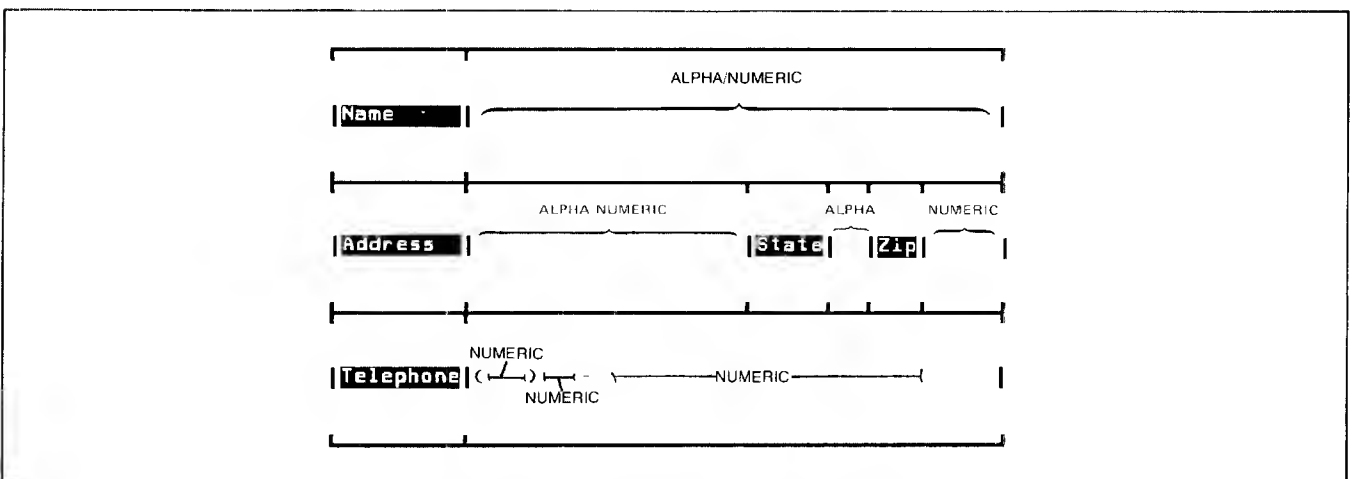 ALPHA/NUMERIC
Name
ALPHA NUMERIC ALPHA NUMERIC
Address State Zip
NUMERIC
Telephone ( ) - NUMERIC
NUMERIC